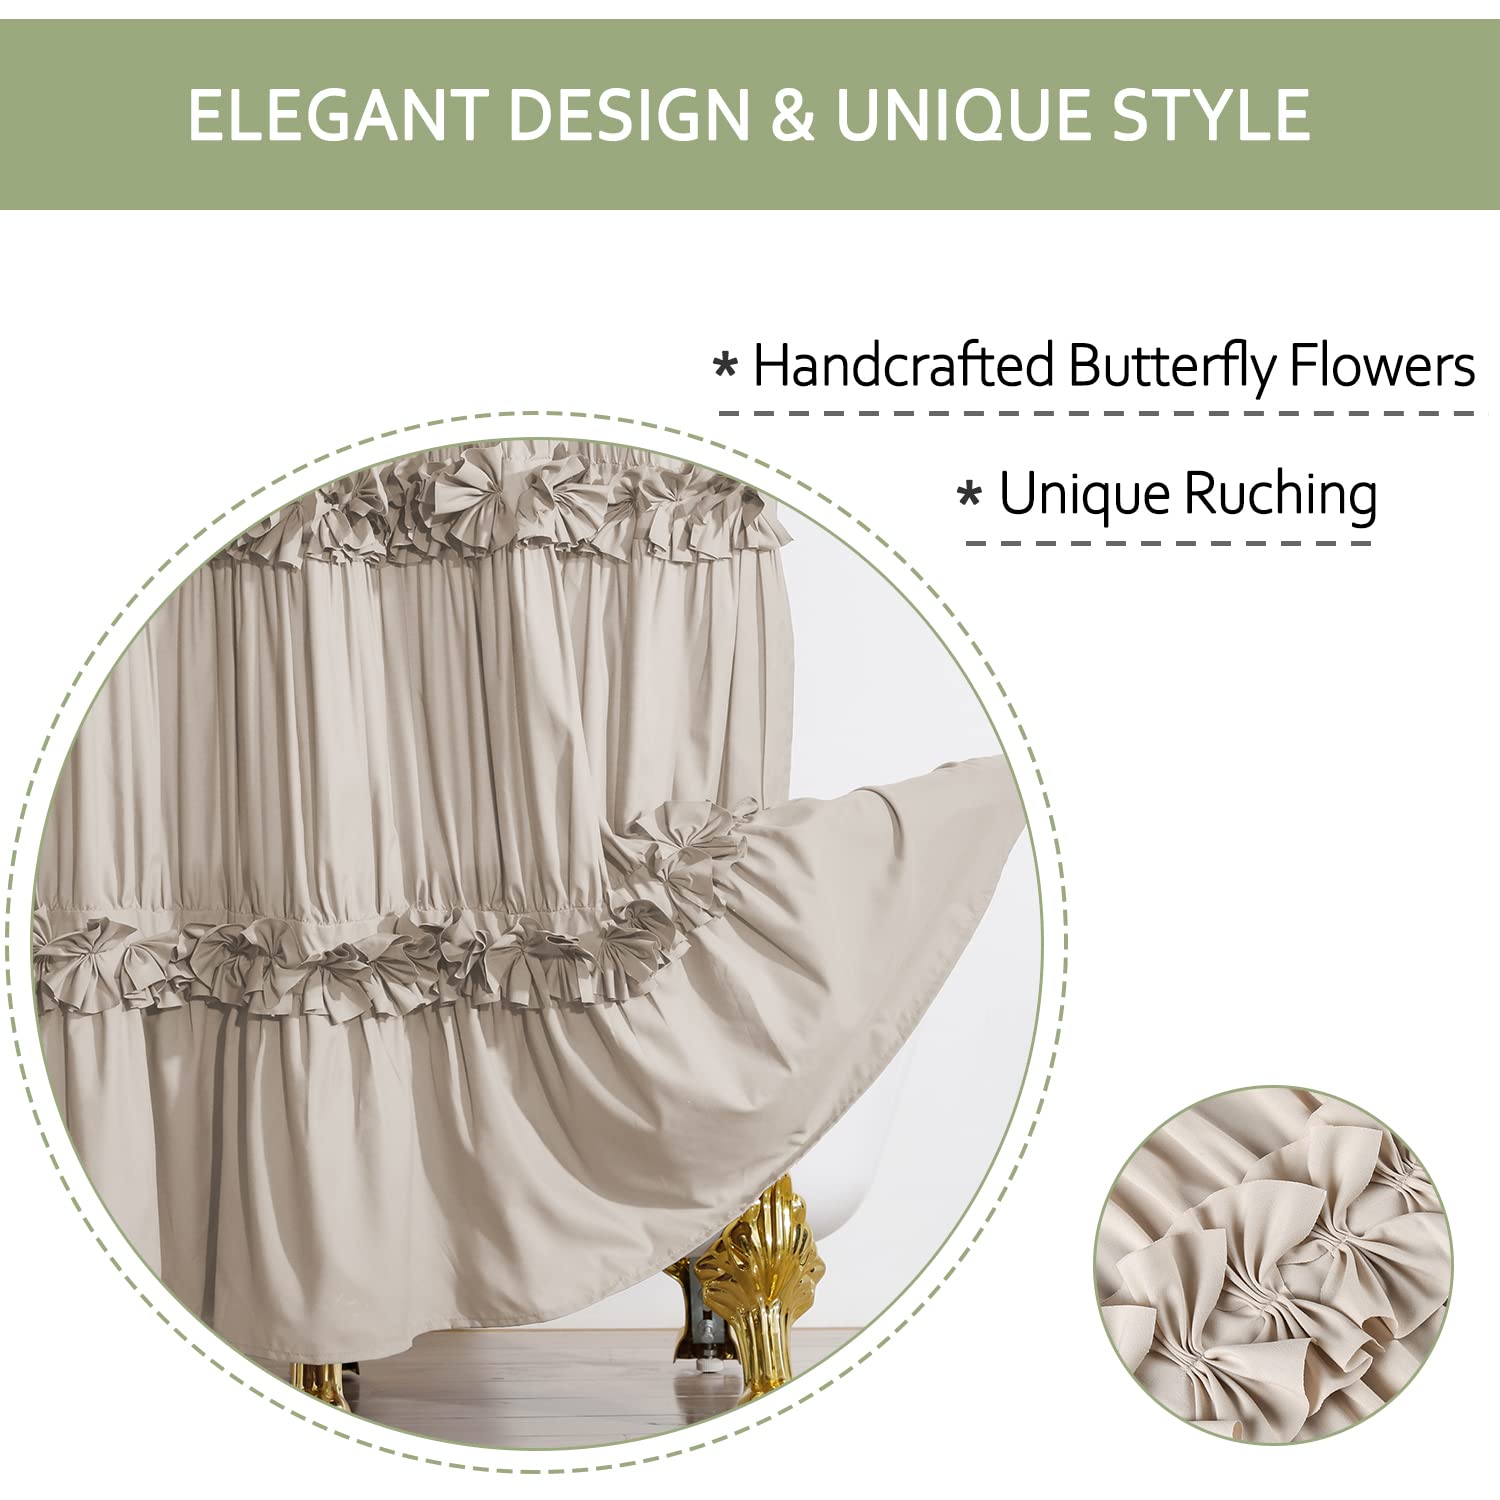 ELEGANT DESIGN & UNIQUE STYLE
* Handcrafted Butterfly Flowers
* Unique Ruching